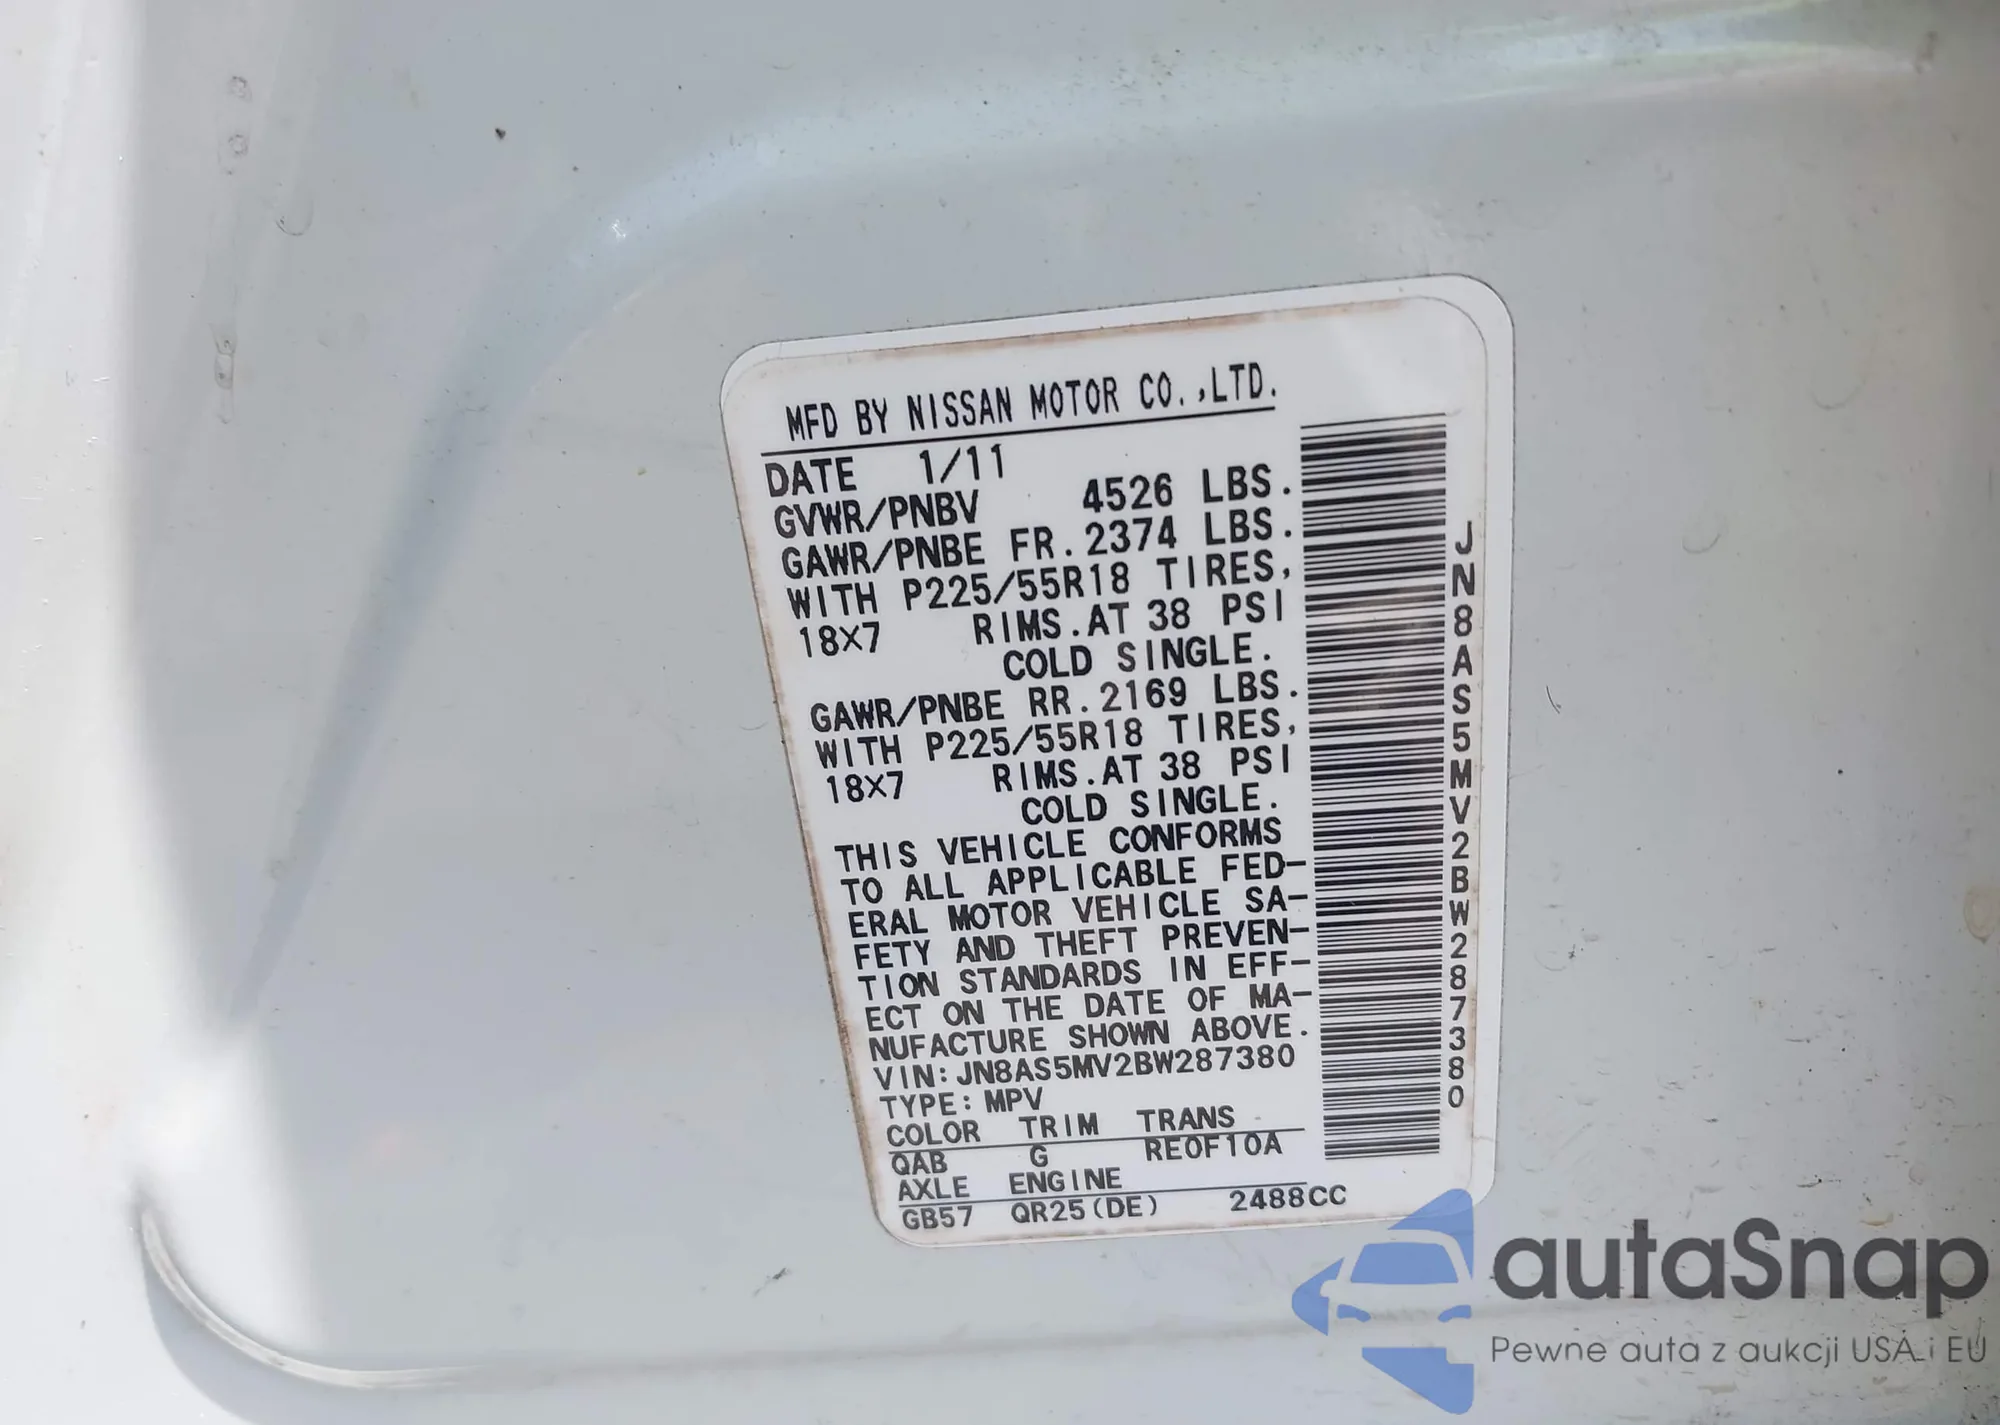 MFD BY NISSAN MOTOR CO.,LTD.
DATE 1/11
GVWR/PNBV 4526 LBS.
GAWR/PNBE FR.2374 LBS.
WITH P225/55R18 TIRES,
18X7 RIMS.AT 38 PSI
COLD SINGLE.
GAWR/PNBE RR.2169 LBS.
WITH P225/55R18 TIRES,
18X7 RIMS.AT 38 PSI
COLD SINGLE.
THIS VEHICLE CONFORMS
TO ALL APPLICABLE FED-
ERAL MOTOR VEHICLE SA-
FETY AND THEFT PREVEN-
TION STANDARDS IN EFF-
ECT ON THE DATE OF MA-
NUFACTURE SHOWN ABOVE.
VIN:JN8AS5MV2BW287380
TYPE:MPV
COLOR TRIM TRANS
QAB G RE0F10A
AXLE ENGINE
GB57 QR25(DE) 2488CC
JN8AS5MV2BW287380
autaSnap
Pewne auta z aukcji USA i EU